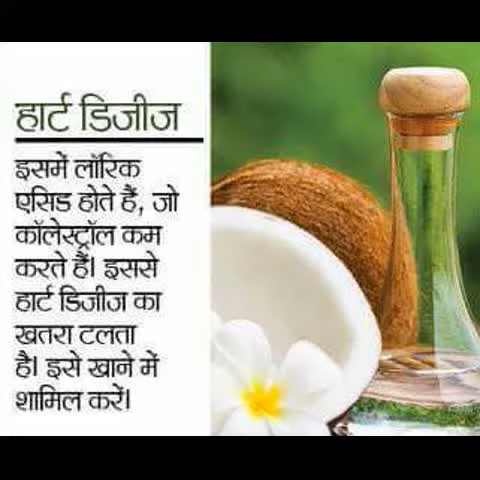 हार्ट डिजीज
इसमें लॉरिक
एसिड होते हैं, जो
कॉलेस्ट्रॉल कम
करते हैं। इससे
हार्ट डिजीज का
खतरा टलता
है। इसे खाने में
शामिल करें।